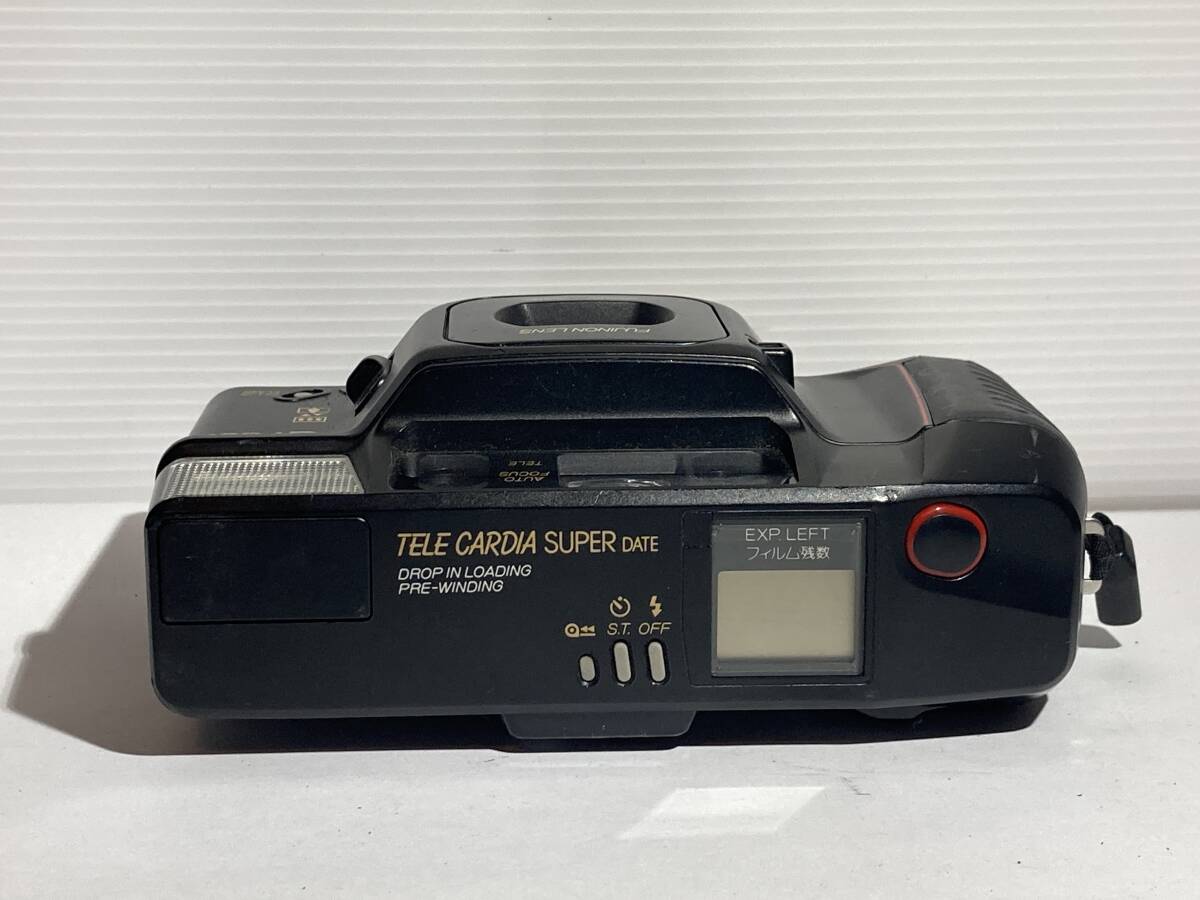 FUJINON LENS
AUTO
FOCUS
TELE
TELE CARDIA SUPER DATE
DROP IN LOADING
PRE-WINDING
S.T. OFF
EXP. LEFT
フィルム残数